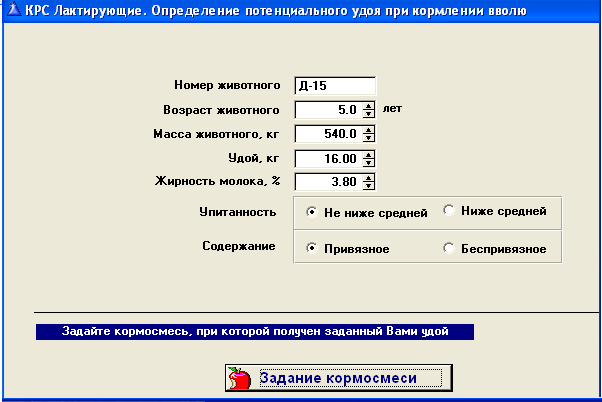 КРС Лактирующие. Определение потенциального удоя при кормлении вволю
Номер животного Д-15
Возраст животного 5.0 лет
Масса животного, кг 540.0
Удой, кг 16.00
Жирность молока, % 3.80
Упитанность Не ниже средней Ниже средней
Содержание Привязное Беспривязное
Задайте кормосмесь, при которой получен заданный Вами удой
Задание кормосмеси